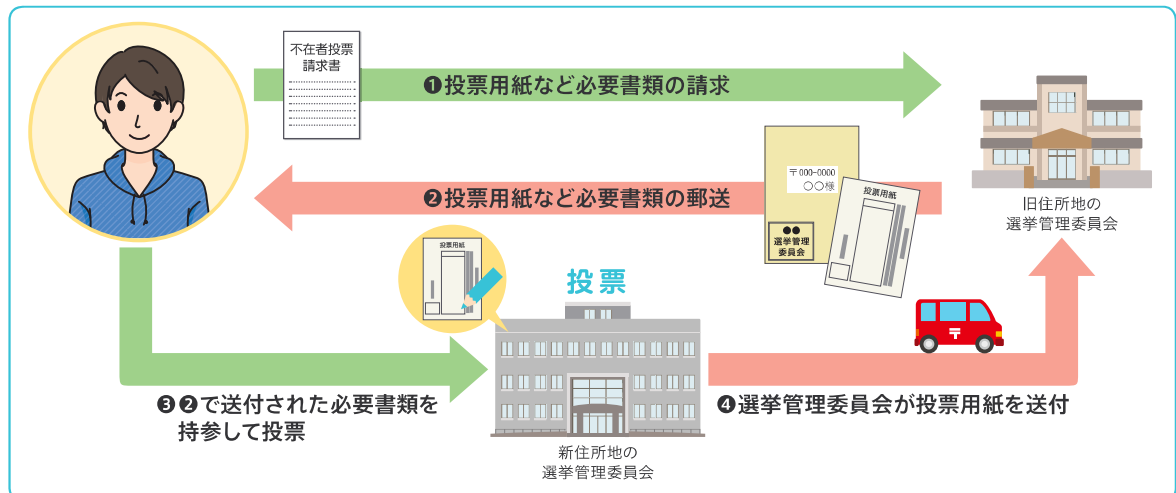 不在者投票
請求書
❶投票用紙など必要書類の請求
❷投票用紙など必要書類の郵送
〒000-0000
○○様
●●
選挙管理
委員会
投票用紙
旧住所地の
選挙管理委員会
投票用紙
投票
❸❷で送付された必要書類を
持参して投票
新住所地の
選挙管理委員会
〒
❹選挙管理委員会が投票用紙を送付